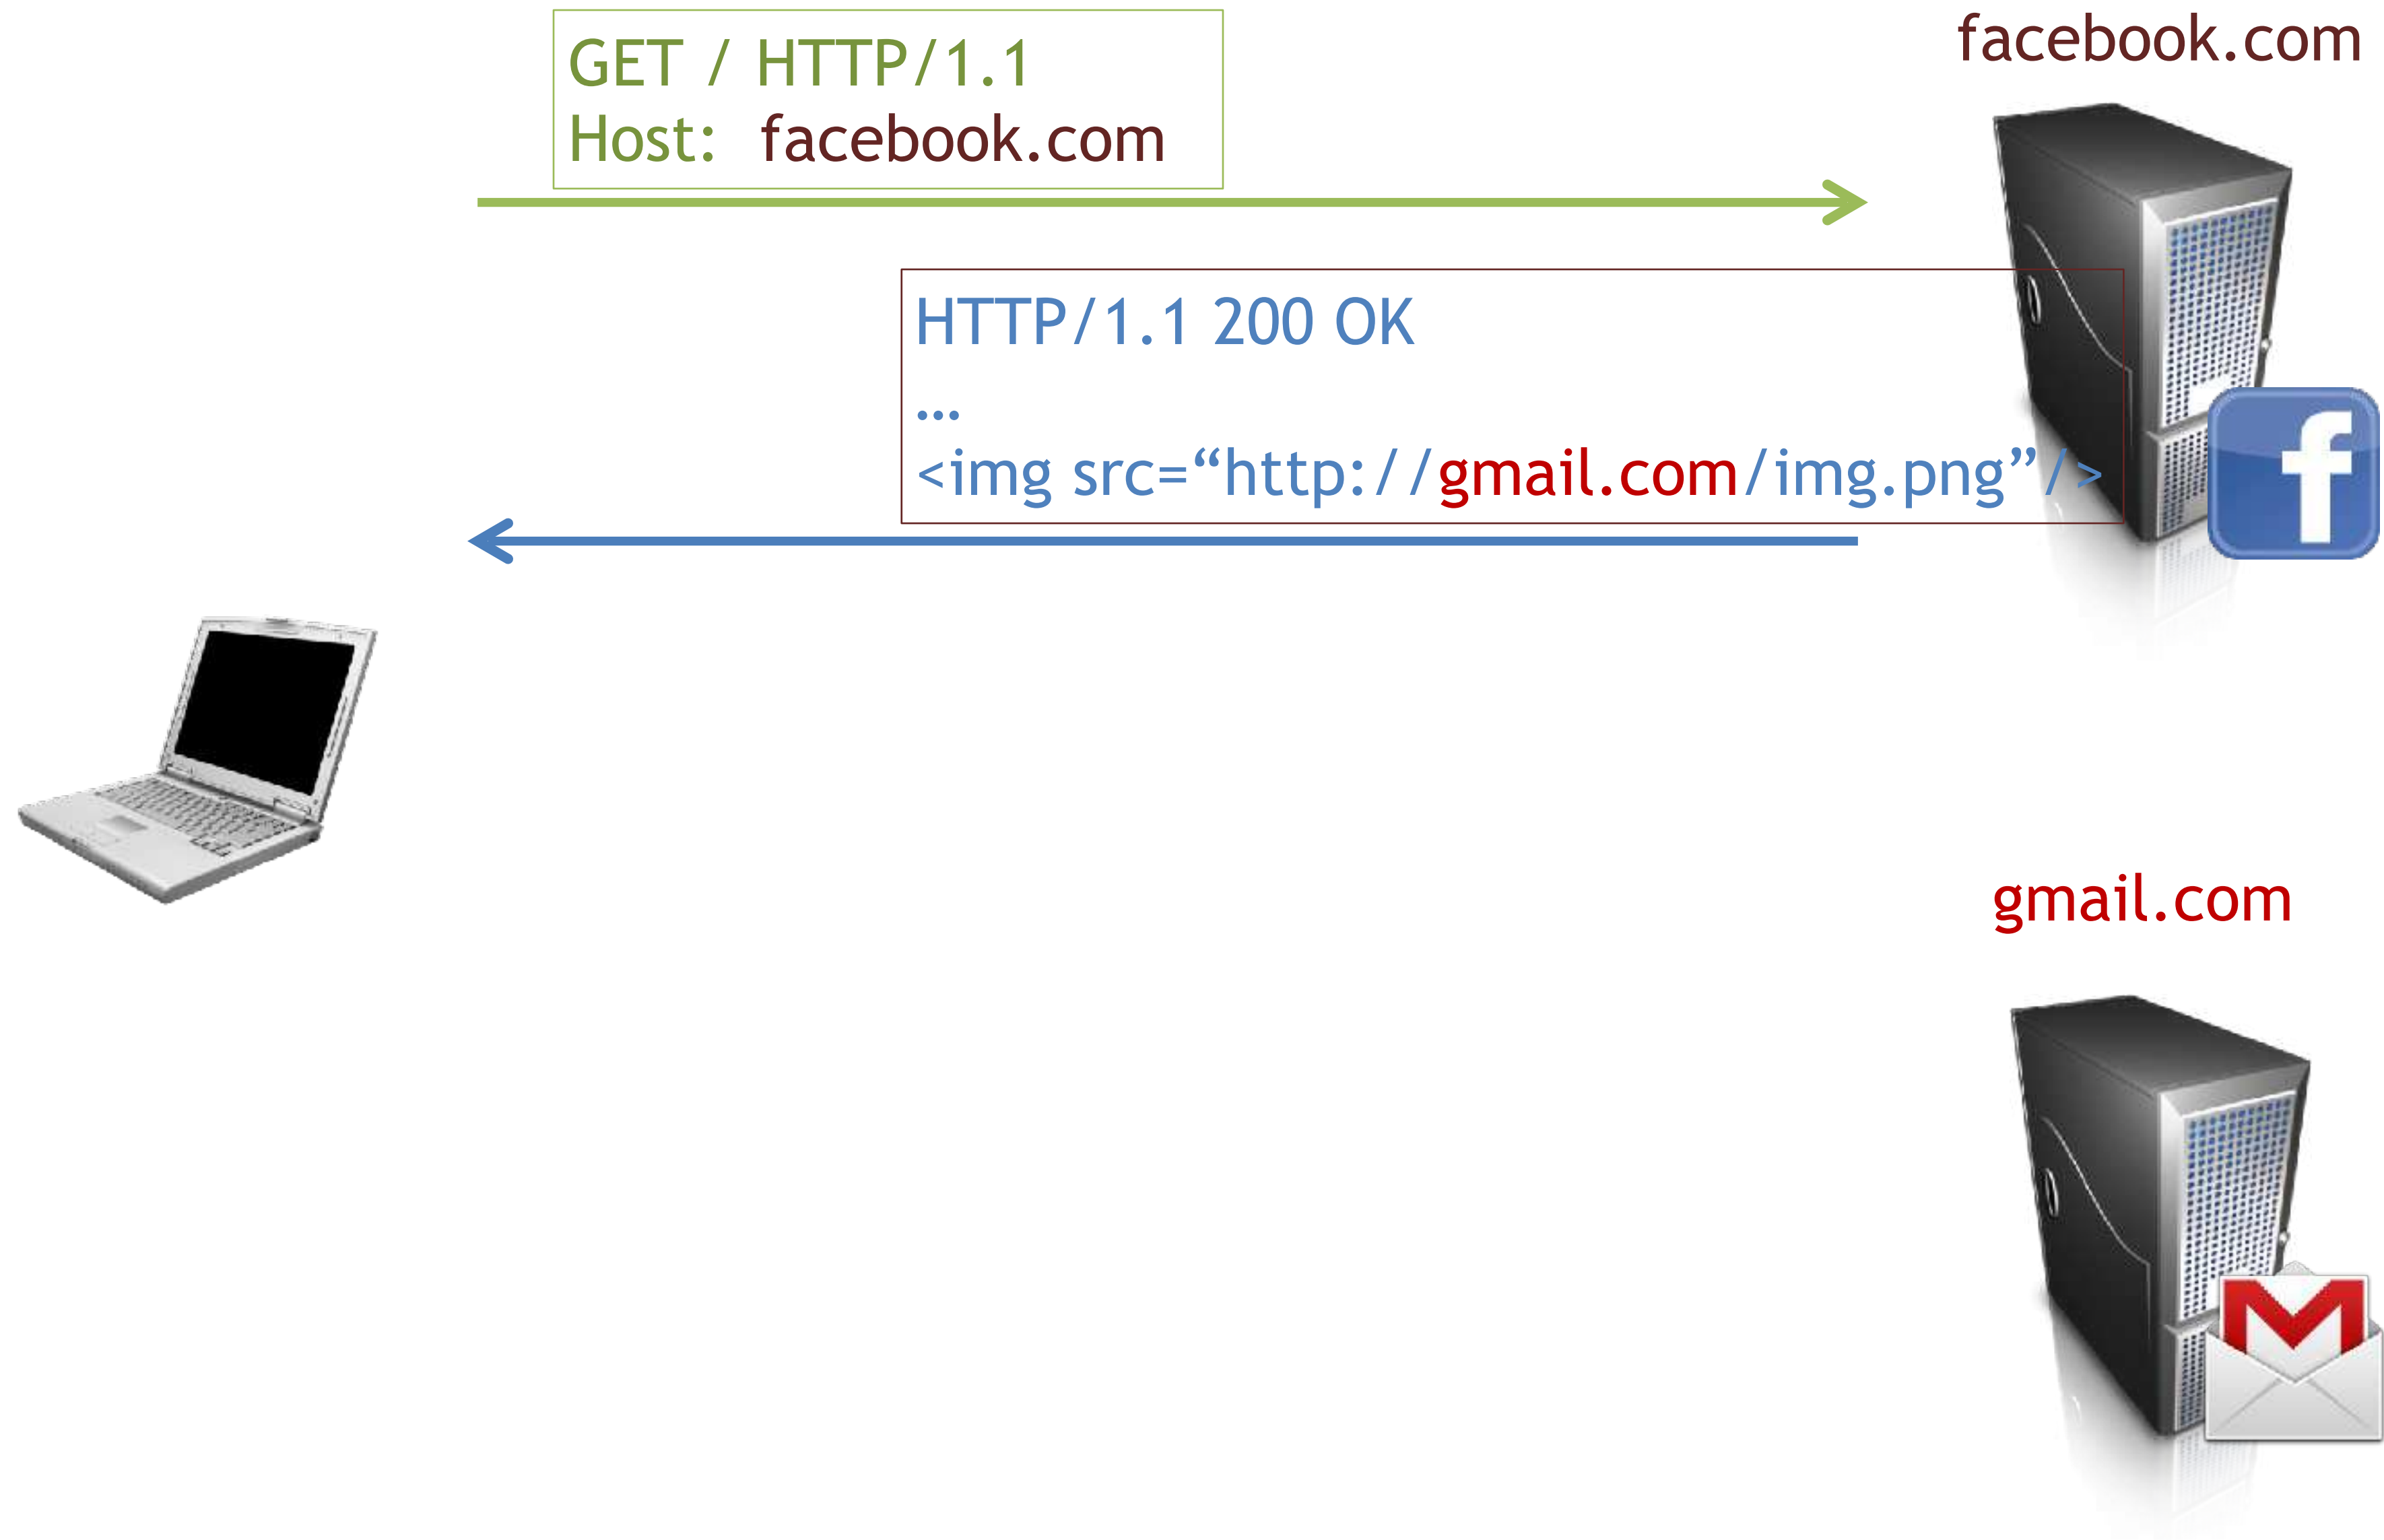 facebook.com
GET / HTTP/1.1
Host: facebook.com
HTTP/1.1 200 OK
…
<img src=“http://gmail.com/img.png”/>
f
gmail.com
M